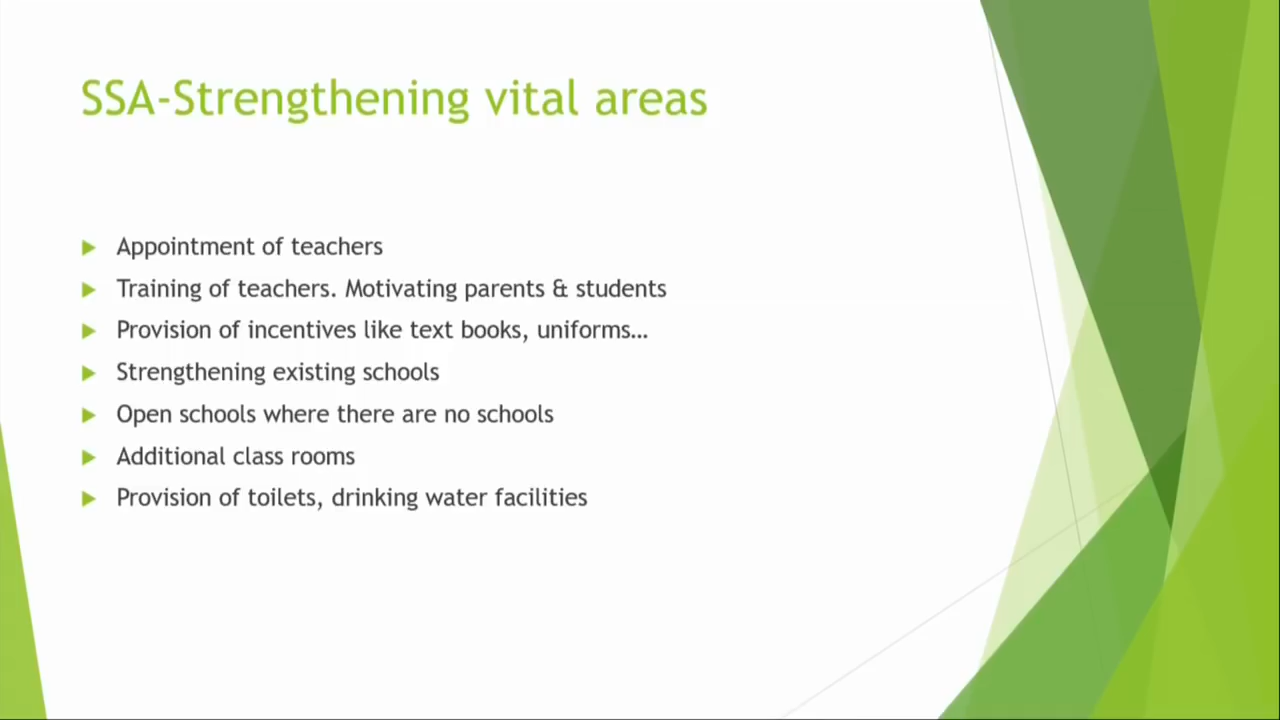 SSA-Strengthening vital areas
Appointment of teachers
Training of teachers. Motivating parents & students
Provision of incentives like text books, uniforms…
Strengthening existing schools
Open schools where there are no schools
Additional class rooms
Provision of toilets, drinking water facilities